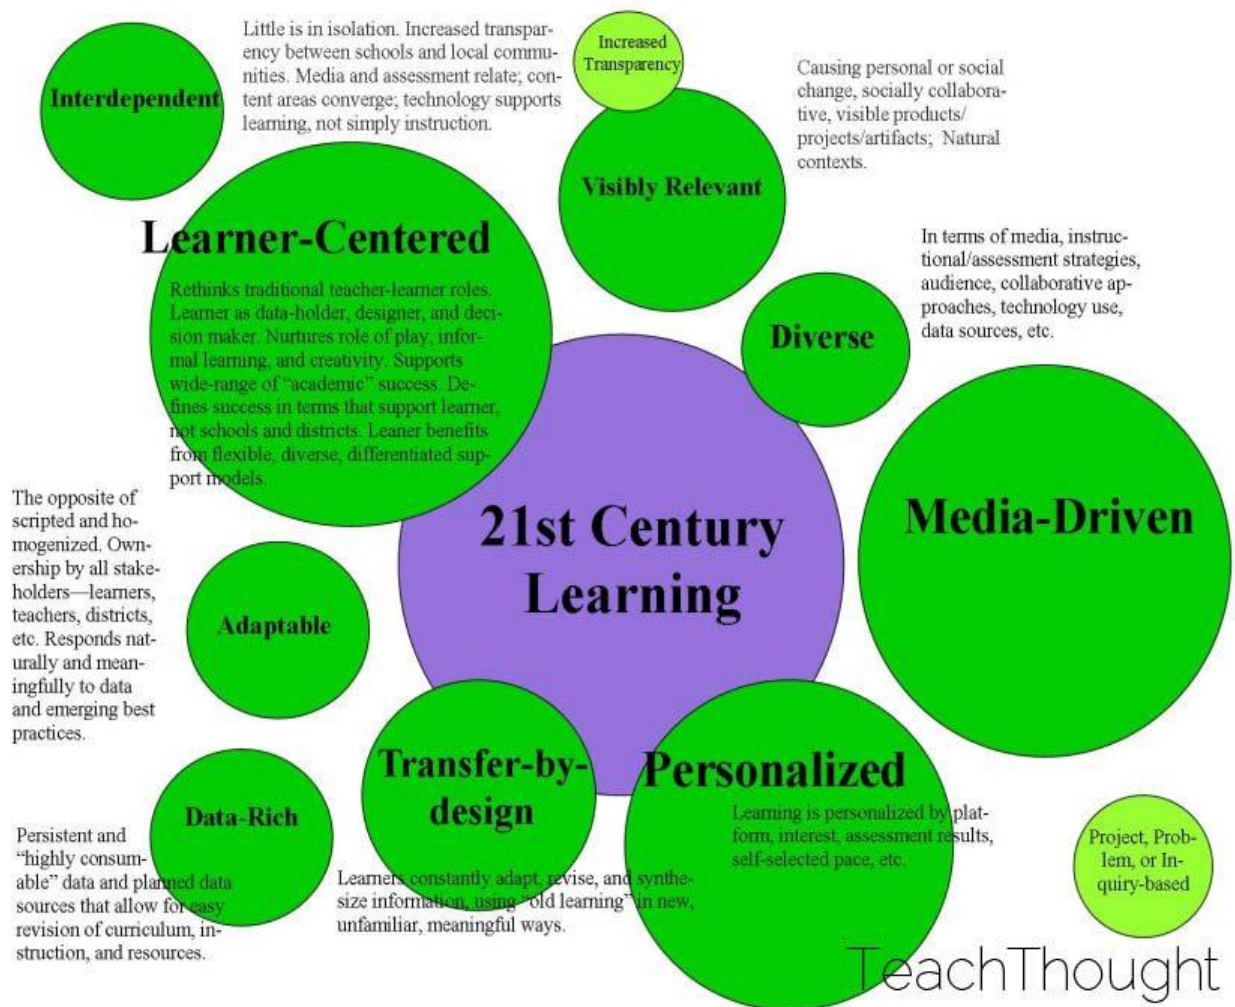 Interdependent
Little is in isolation. Increased transpar-
ency between schools and local commu-
nities. Media and assessment relate; con-
tent areas converge; technology supports
learning, not simply instruction.
Increased
Transparency
Visibly Relevant
Causing personal or social
change, socially collabora-
tive, visible products/
projects/artifacts; Natural
contexts.
Learner-Centered
Rethinks traditional teacher-learner roles.
Learner as data-holder, designer, and deci-
sion maker. Nurtures role of play, infor-
mal learning, and creativity. Supports
wide-range of “academic” success. De-
fines success in terms that support learner,
not schools and districts. Leaner benefits
from flexible, diverse, differentiated sup-
port models.
Diverse
In terms of media, instruc-
tional/assessment strategies,
audience, collaborative ap-
proaches, technology use,
data sources, etc.
21st Century
Learning
Media-Driven
Adaptable
The opposite of
scripted and ho-
mogenized. Own-
ership by all stake-
holders—learners,
teachers, districts,
etc. Responds nat-
urally and mean-
ingfully to data
and emerging best
practices.
Data-Rich
Persistent and
“highly consum-
able” data and planned data
sources that allow for easy
revision of curriculum, in-
struction, and resources.
Transfer-by-
design
Learners constantly adapt, revise, and synthe-
size information, using “old learning” in new,
unfamiliar, meaningful ways.
Personalized
Learning is personalized by plat-
form, interest, assessment results,
self-selected pace, etc.
Project, Prob-
lem, or In-
quiry-based
TeachThought